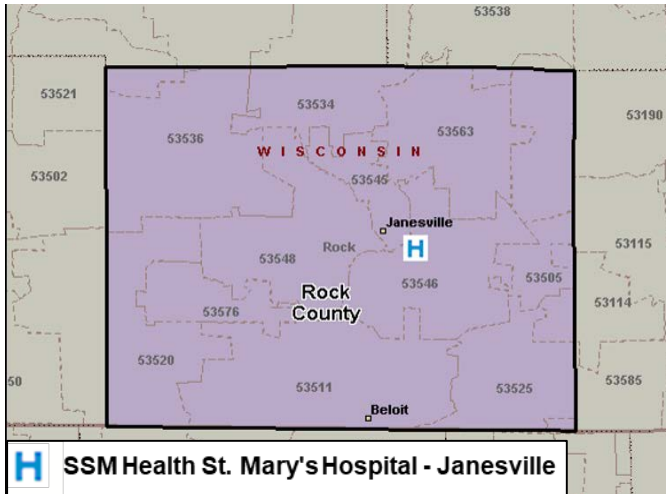 53538
53521
53534
53190
53536
53563
WISCONSIN
53502
53545
Janesville
H
Rock
53115
53548
53505
53546
Rock
County
53114
53576
53520
50
53511
53525
53585
Beloit
H SSM Health St. Mary's Hospital - Janesville